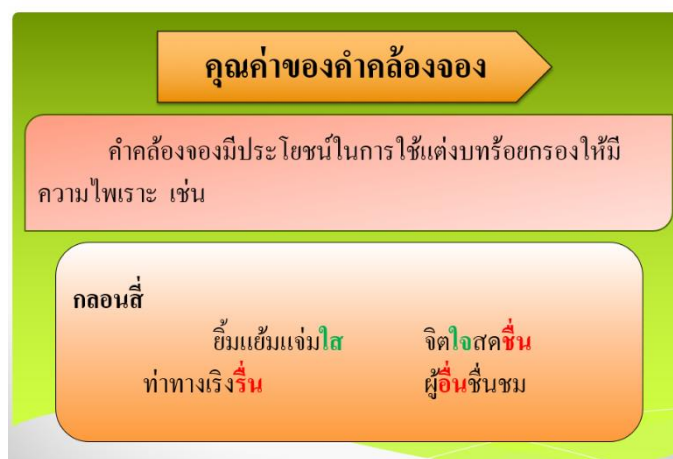 คุณค่าของคำคล้องจอง
คำคล้องจองมีประโยชน์ในการใช้แต่งบทร้อยกรองให้มี
ความไพเราะ เช่น
กลอนสี่
ยิ้มแย้มแจ่มใส จิตใจสดชื่น
ท่าทางเริงรื่น ผู้อื่นชื่นชม